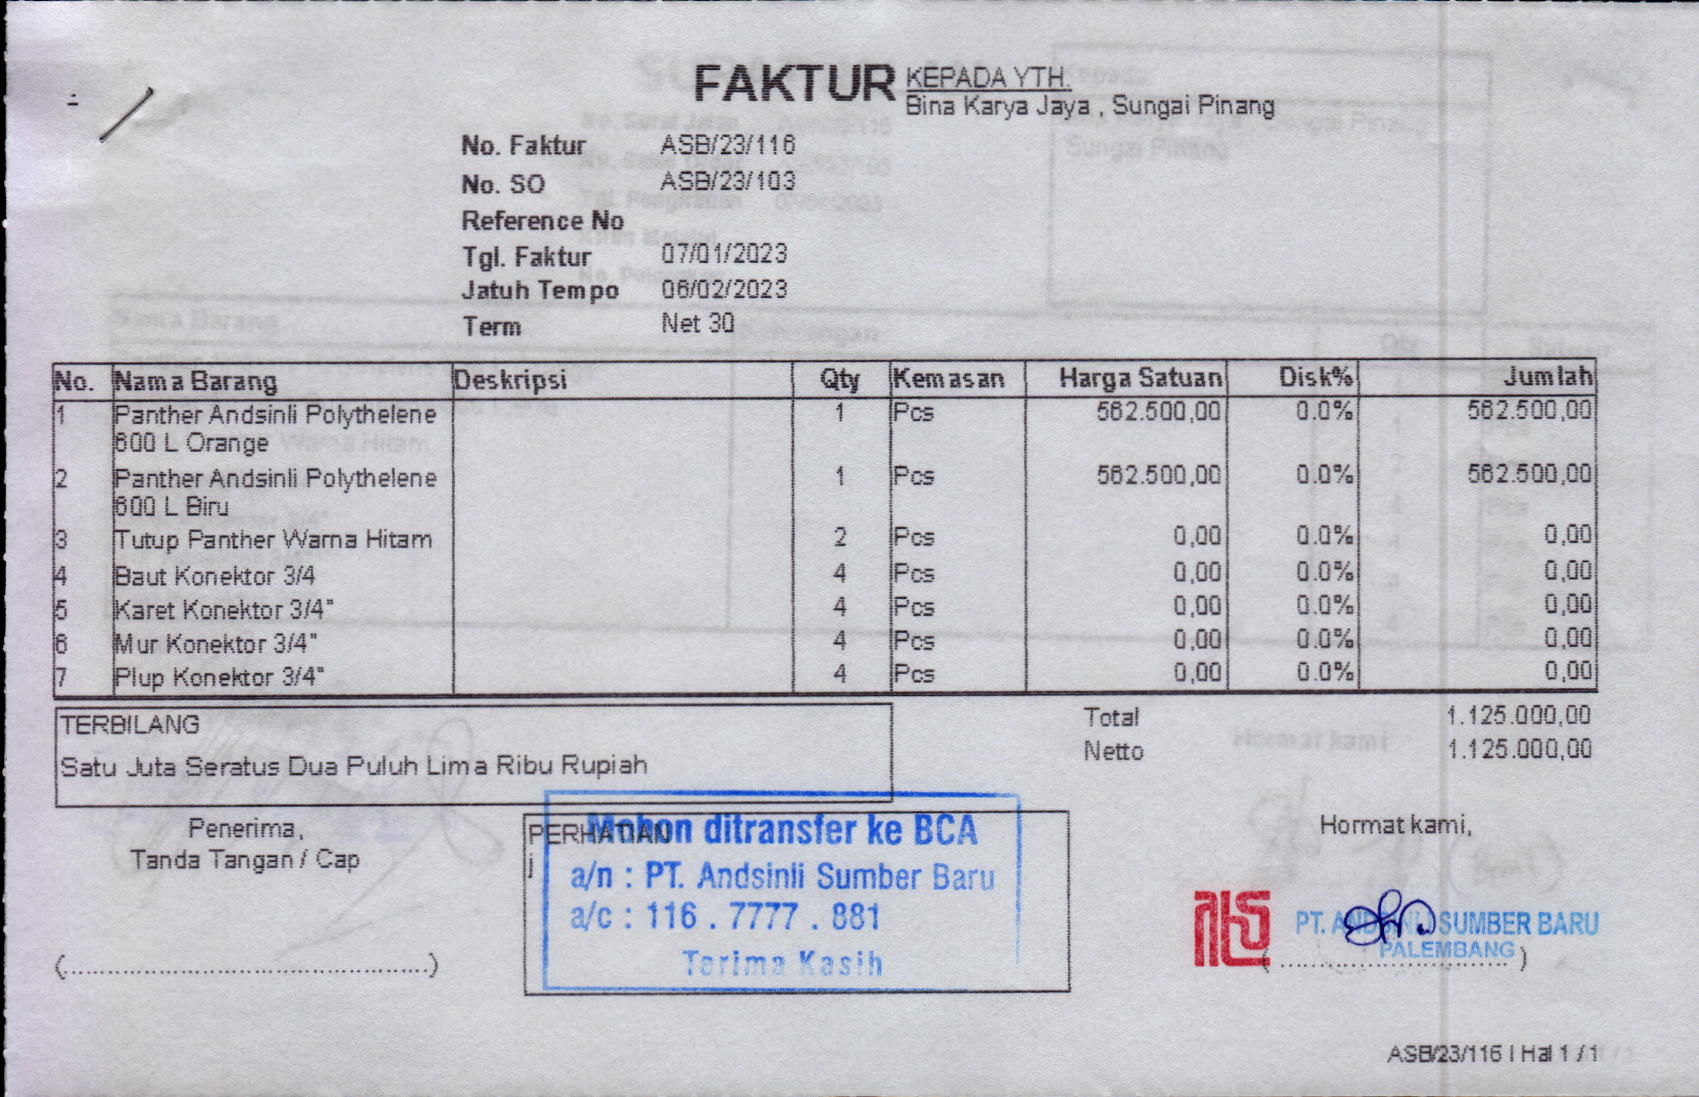 FAKTUR
KEPADA YTH.
Bina Karya Jaya , Sungai Pinang
No. Faktur ASB/23/116
No. SO ASB/23/103
Reference No
Tgl. Faktur 07/01/2023
Jatuh Tempo 06/02/2023
Term Net 30
No. Nama Barang Deskripsi Qty Kemasan Harga Satuan Disk% Jumlah
1 Panther Andsinli Polythelene 1 Pcs 562.500,00 0.0% 562.500,00
600 L Orange
2 Panther Andsinli Polythelene 1 Pcs 562.500,00 0.0% 562.500,00
600 L Biru
3 Tutup Panther Warna Hitam 2 Pcs 0,00 0.0% 0,00
4 Baut Konektor 3/4 4 Pcs 0,00 0.0% 0,00
5 Karet Konektor 3/4" 4 Pcs 0,00 0.0% 0,00
6 Mur Konektor 3/4" 4 Pcs 0,00 0.0% 0,00
7 Plup Konektor 3/4" 4 Pcs 0,00 0.0% 0,00
TERBILANG
Satu Juta Seratus Dua Puluh Lima Ribu Rupiah
Total 1.125.000,00
Netto 1.125.000,00
Penerima,
Tanda Tangan / Cap
(................................................)
PERHATIAN
Mohon ditransfer ke BCA
a/n : PT. Andsinli Sumber Baru
a/c : 116 . 7777 . 881
Terima Kasih
Hormat kami,
PT. ANDSINLI SUMBER BARU
PALEMBANG
( ................................ )
ASB/23/116 | Hal 1 / 1